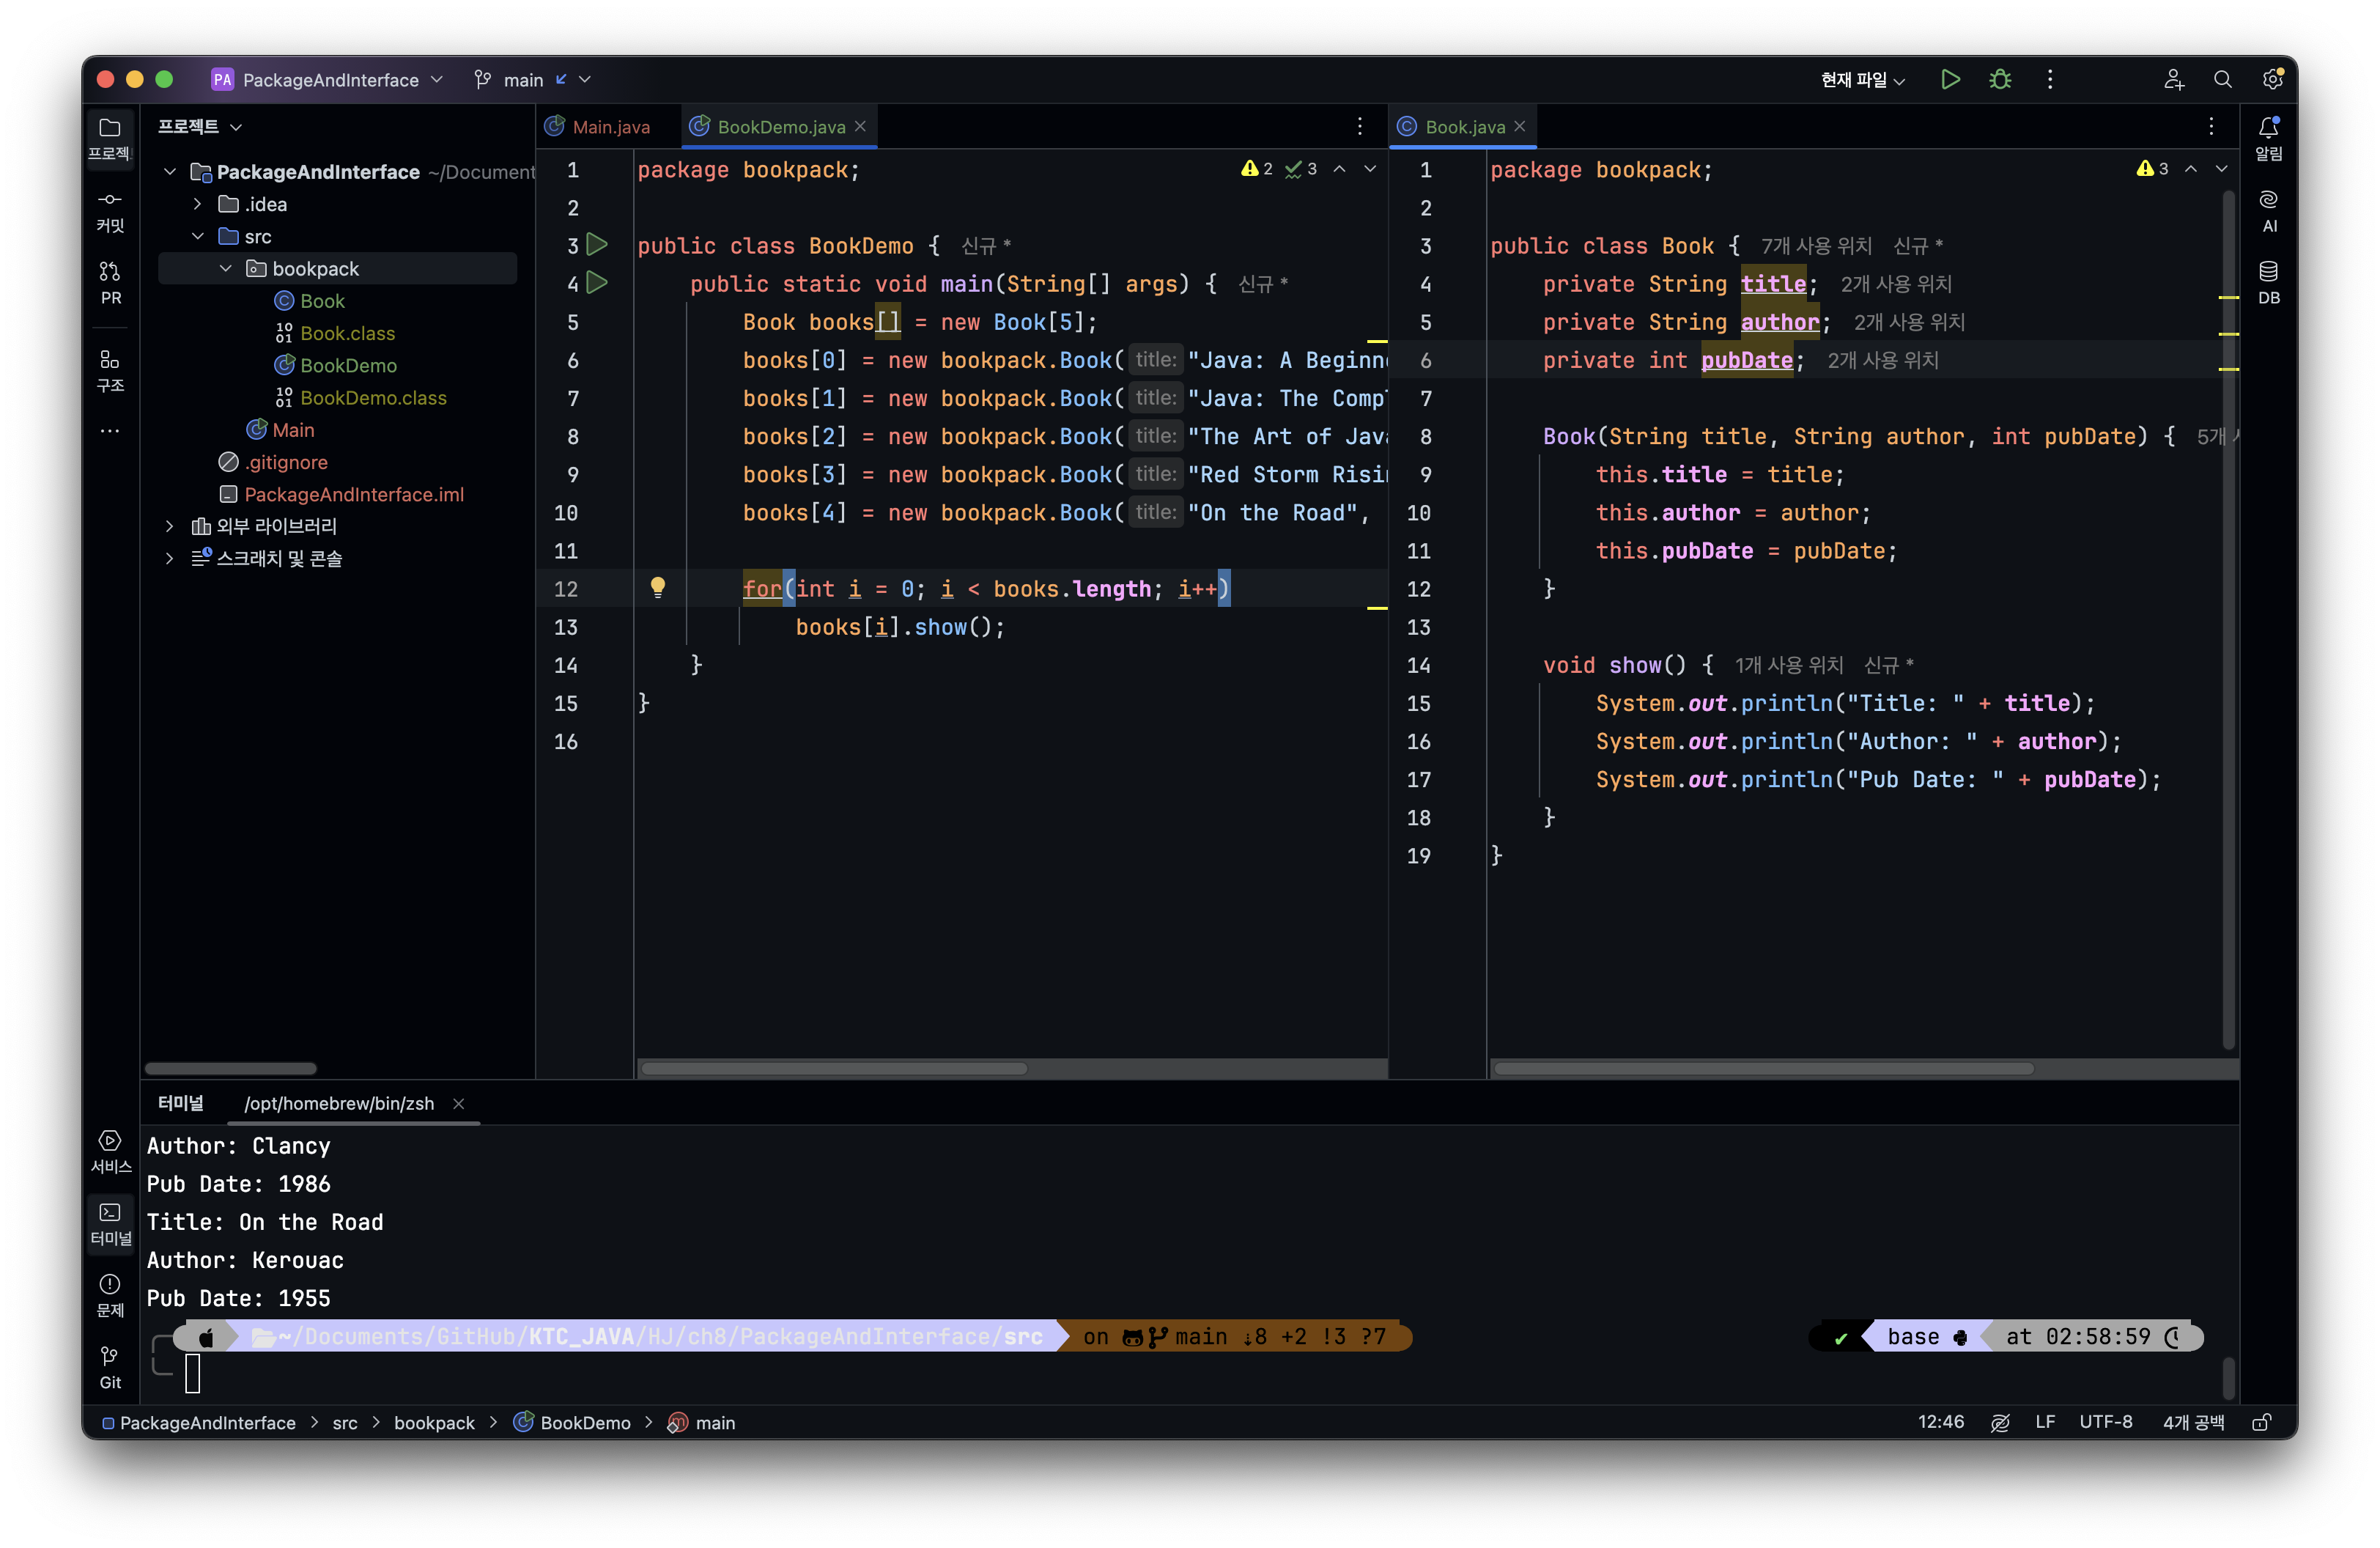 PA PackageAndInterface main
현재 파일
프로젝트
커밋
PR
구조
서비스
터미널
문제
Git
프로젝트
PackageAndInterface ~/Document
.idea
src
bookpack
Book
Book.class
BookDemo
BookDemo.class
Main
.gitignore
PackageAndInterface.iml
외부 라이브러리
스크래치 및 콘솔
Main.java BookDemo.java
2 3
1 package bookpack;
2
3 public class BookDemo { 신규 *
4 public static void main(String[] args) { 신규 *
5 Book books[] = new Book[5];
6 books[0] = new bookpack.Book( title: "Java: A Beginn
7 books[1] = new bookpack.Book( title: "Java: The Comp
8 books[2] = new bookpack.Book( title: "The Art of Jav
9 books[3] = new bookpack.Book( title: "Red Storm Risi
10 books[4] = new bookpack.Book( title: "On the Road",
11
12 for(int i = 0; i < books.length; i++)
13 books[i].show();
14 }
15 }
16
Book.java
3
1 package bookpack;
2
3 public class Book { 7개 사용 위치 신규 *
4 private String title; 2개 사용 위치
5 private String author; 2개 사용 위치
6 private int pubDate; 2개 사용 위치
7
8 Book(String title, String author, int pubDate) { 5개
9 this.title = title;
10 this.author = author;
11 this.pubDate = pubDate;
12 }
13
14 void show() { 1개 사용 위치 신규 *
15 System.out.println("Title: " + title);
16 System.out.println("Author: " + author);
17 System.out.println("Pub Date: " + pubDate);
18 }
19 }
알림
AI
DB
터미널 /opt/homebrew/bin/zsh
Author: Clancy
Pub Date: 1986
Title: On the Road
Author: Kerouac
Pub Date: 1955
~/Documents/GitHub/KTC_JAVA/HJ/ch8/PackageAndInterface/src on main ⇣8 +2 !3 ?7 ✔ base at 02:58:59
PackageAndInterface > src > bookpack > BookDemo > main
12:46 LF UTF-8 4개 공백